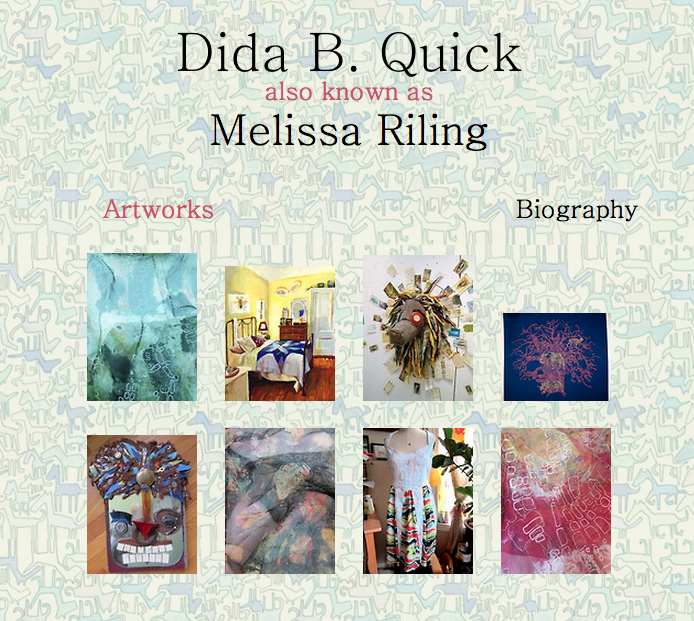 Dida B. Quick
also known as
Melissa Riling
Artworks
Biography